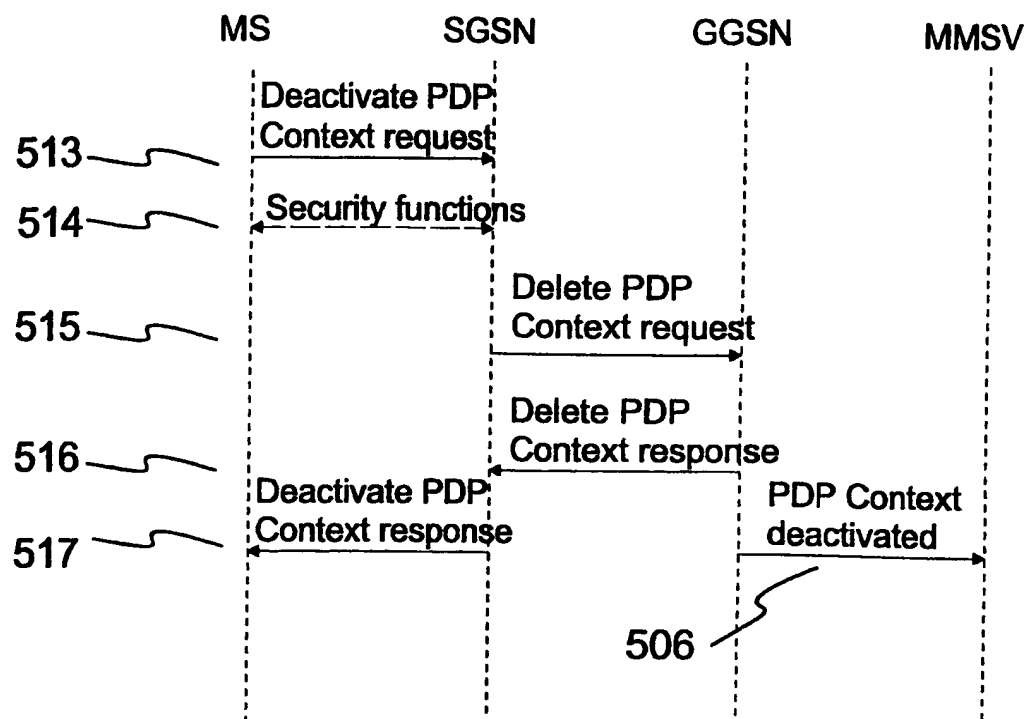 MS SGSN GGSN MMSV
Deactivate PDP
Context request
513
Security functions
514
Delete PDP
Context request
515
Delete PDP
Context response
516
Deactivate PDP
Context response
517
PDP Context
deactivated
506